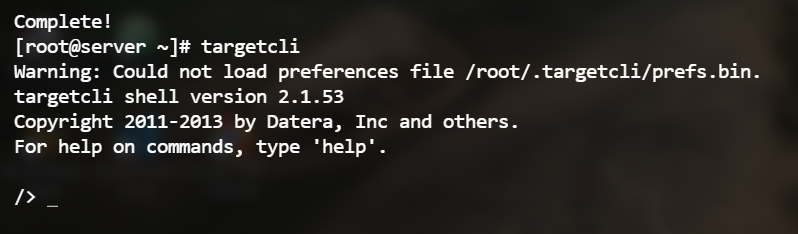 Complete!
[root@server ~]# targetcli
Warning: Could not load preferences file /root/.targetcli/prefs.bin.
targetcli shell version 2.1.53
Copyright 2011-2013 by Datera, Inc and others.
For help on commands, type 'help'.

/> _